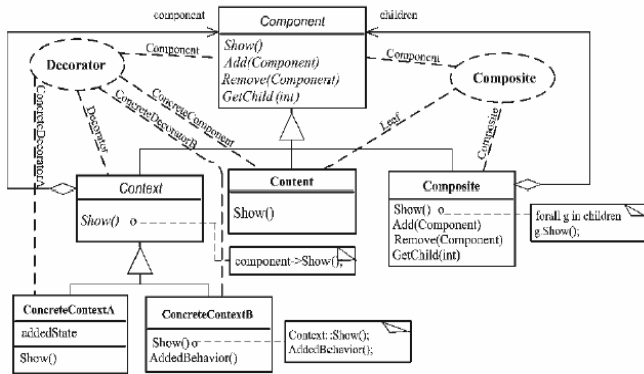 component
Component
children
Show()
Add(Component)
Remove(Component)
GetChild(int)
Component
Component
Decorator
Composite
ConcreteDecoratorA
Decorator
ConcreteDecoratorB
ConcreteComponent
Leaf
Composite
Context
Show()
Content
Show()
Composite
Show()
Add(Component)
Remove(Component)
GetChild(int)
forall g in children
g.Show();
component->Show();
ConcreteContextA
addedState
Show()
ConcreteContextB
Show()
AddedBehavior()
Context::Show();
AddedBehavior();